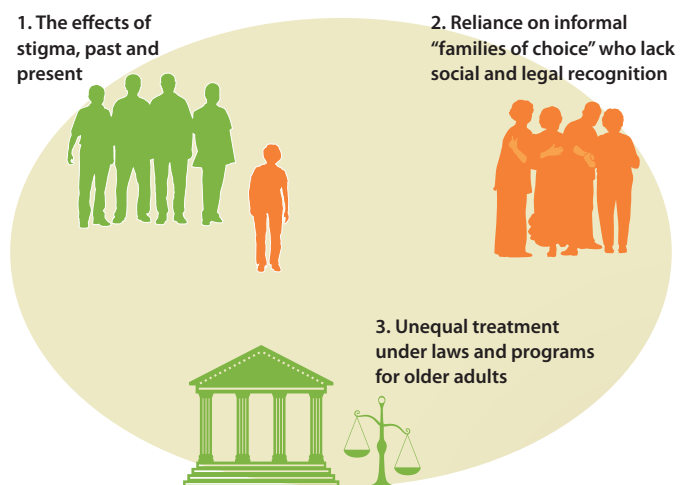 1. The effects of
stigma, past and
present
2. Reliance on informal
“families of choice” who lack
social and legal recognition
3. Unequal treatment
under laws and programs
for older adults